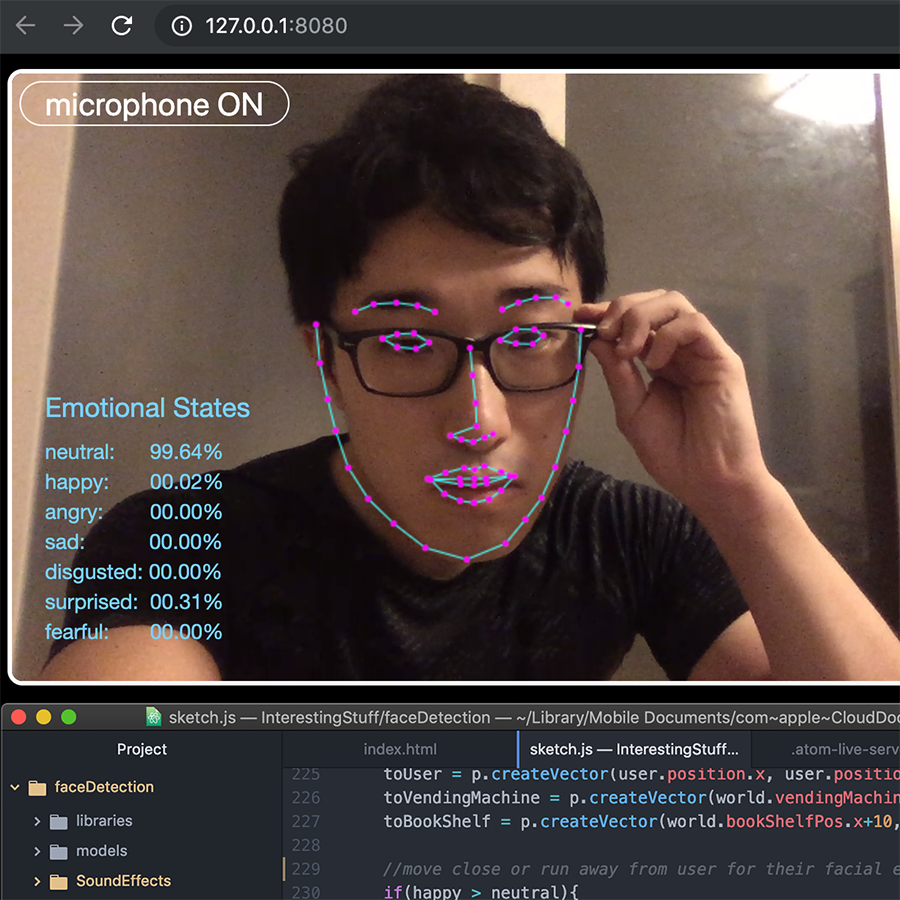 127.0.0.1:8080
microphone ON
Emotional States
neutral: 99.64%
happy: 00.02%
angry: 00.00%
sad: 00.00%
disgusted: 00.00%
surprised: 00.31%
fearful: 00.00%
sketch.js — InterestingStuff/faceDetection — ~/Library/Mobile Documents/com~apple~CloudDoc
Project
index.html
sketch.js — InterestingStuff...
.atom-live-serv
faceDetection
libraries
models
SoundEffects
225 toUser = p.createVector(user.position.x, user.positio
226 toVendingMachine = p.createVector(world.vendingMachin
227 toBookShelf = p.createVector(world.bookShelfPos.x+10,
228
229 //move close or run away from user for their facial e
230 if(happy > neutral){